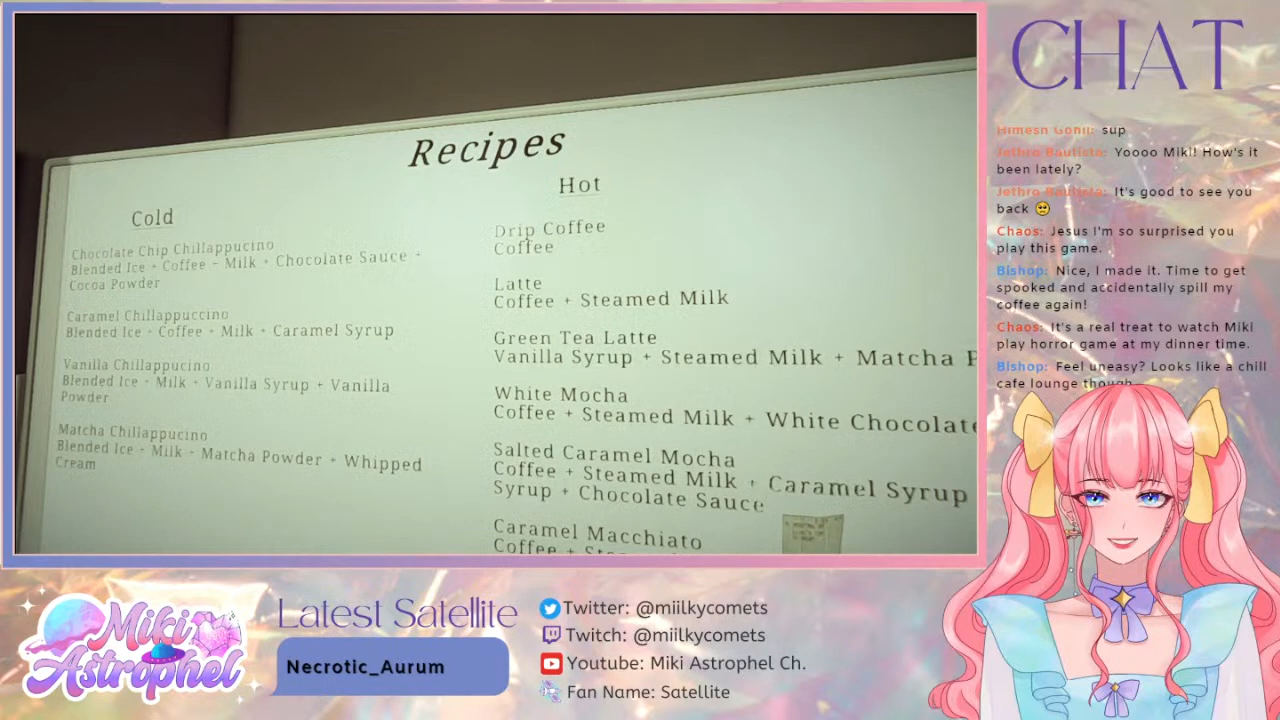 Recipes
Cold
Chocolate Chip Chillappucino
Blended Ice + Coffee + Milk + Chocolate Sauce +
Cocoa Powder
Caramel Chillappuccino
Blended Ice + Coffee + Milk + Caramel Syrup
Vanilla Chillappucino
Blended Ice + Milk + Vanilla Syrup + Vanilla
Powder
Matcha Chillappucino
Blended Ice + Milk + Matcha Powder + Whipped
Cream
Hot
Drip Coffee
Coffee
Latte
Coffee + Steamed Milk
Green Tea Latte
Vanilla Syrup + Steamed Milk + Matcha P
White Mocha
Coffee + Steamed Milk + White Chocolate
Salted Caramel Mocha
Coffee + Steamed Milk + Caramel Syrup
Syrup + Chocolate Sauce
Caramel Macchiato
Coffee +
CHAT
Himesh Gohil: sup
Jethro Bautista: Yoooo Miki! How's it
been lately?
Jethro Bautista: It's good to see you
back 🥺
Chaos: Jesus I'm so surprised you
play this game.
Bishop: Nice, I made it. Time to get
spooked and accidentally spill my
coffee again!
Chaos: It's a real treat to watch Miki
play horror game at my dinner time.
Bishop: Feel uneasy? Looks like a chill
cafe lounge though
Miki
Astrophel
Latest Satellite
Necrotic_Aurum
Twitter: @miilkycomets
Twitch: @miilkycomets
Youtube: Miki Astrophel Ch.
Fan Name: Satellite